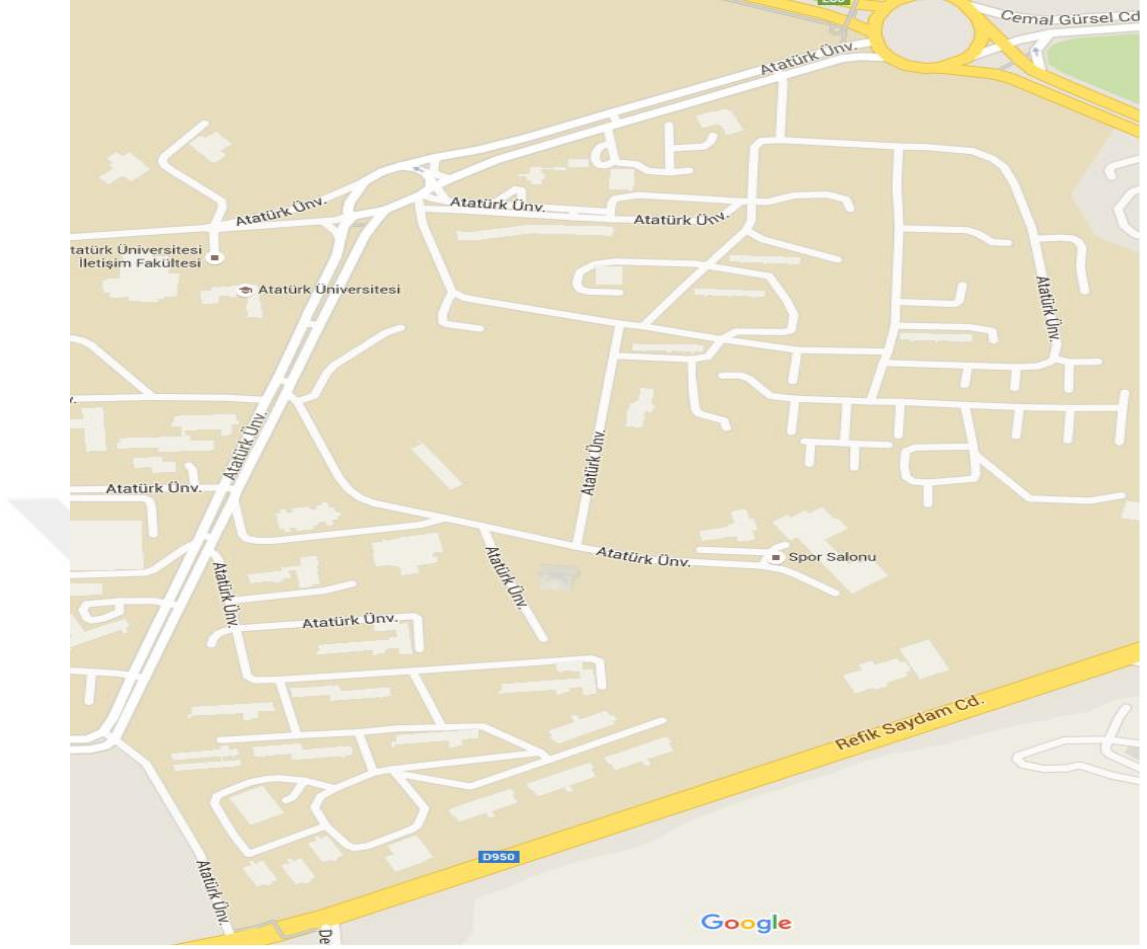 Cemal Gürsel Cd
Atatürk Ünv.
Atatürk Ünv.
Atatürk Ünv.
Atatürk Ünv.
tatürk Üniversitesi
İletişim Fakültesi
Atatürk Üniversitesi
Atatürk Ünv.
v.
Atatürk Ünv.
Atatürk Ünv.
Atatürk Ünv.
Atatürk Ünv.
Atatürk Ünv.
Spor Salonu
Atatürk Ünv.
Atatürk Ünv.
Atatürk Ünv.
Refik Saydam Cd.
D950
Atatürk Ünv.
De
Google